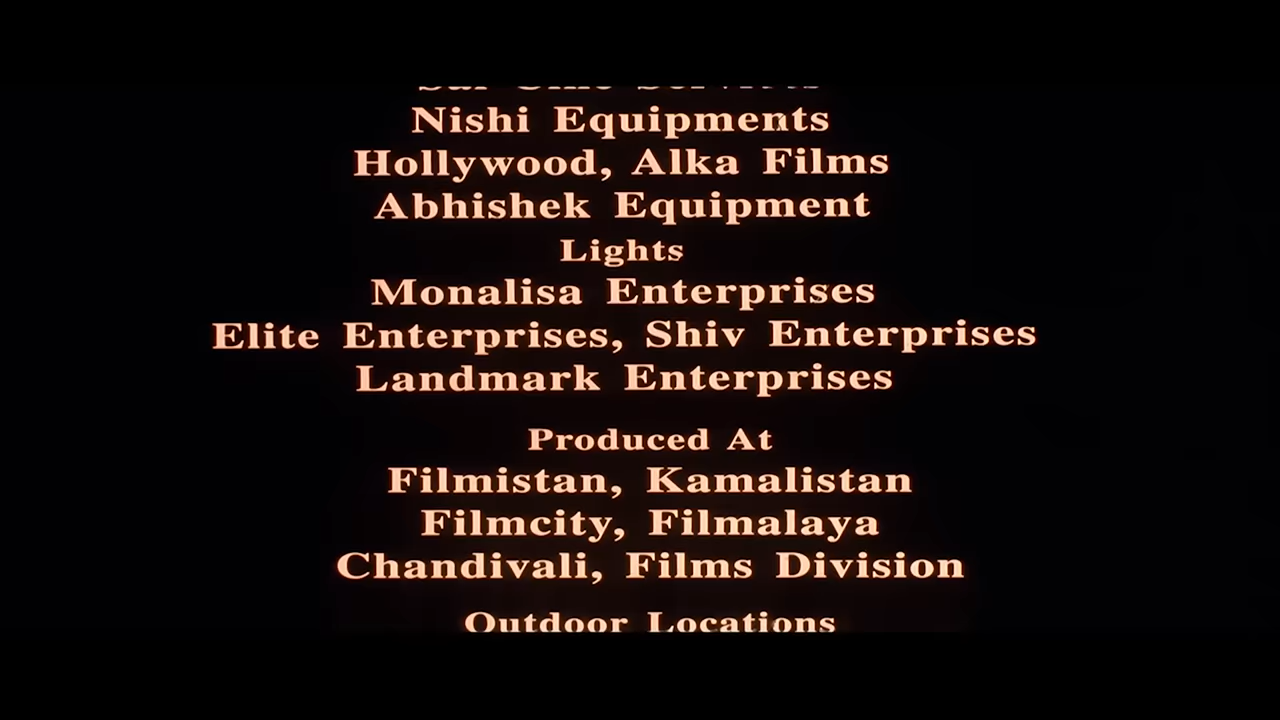 Nishi Equipments
Hollywood, Alka Films
Abhishek Equipment
Lights
Monalisa Enterprises
Elite Enterprises, Shiv Enterprises
Landmark Enterprises
Produced At
Filmistan, Kamalistan
Filmcity, Filmalaya
Chandivali, Films Division
Outdoor Locations